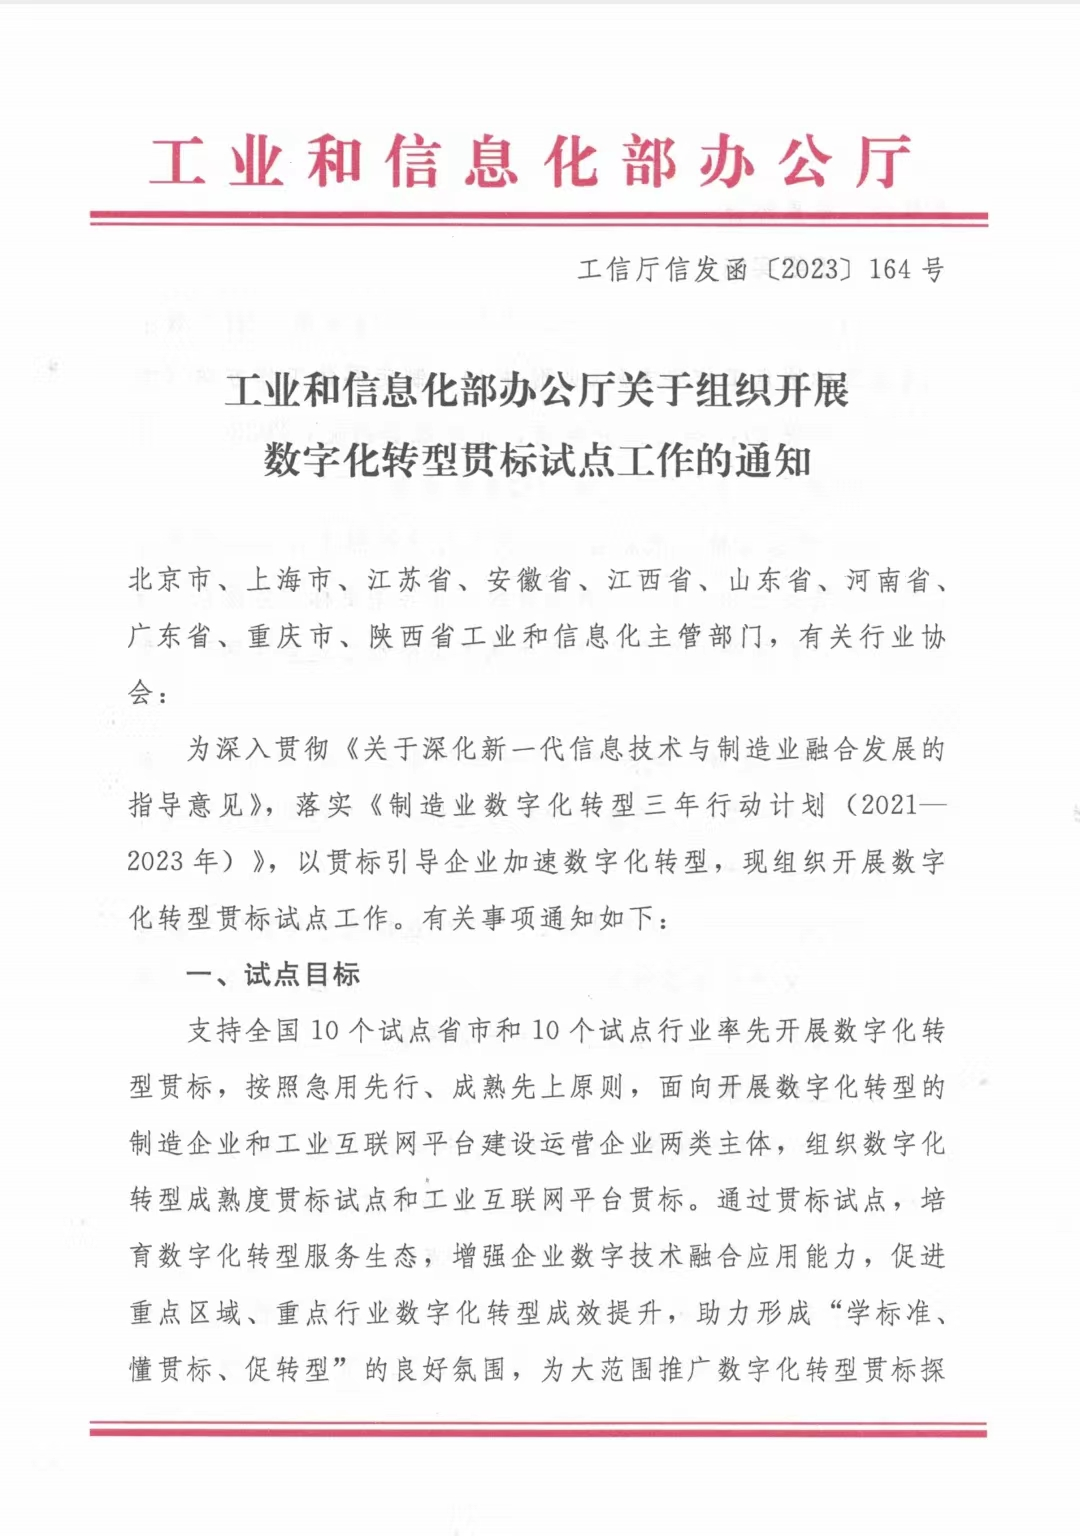 工业和信息化部办公厅
工信厅信发函〔2023〕164号
工业和信息化部办公厅关于组织开展
数字化转型贯标试点工作的通知
北京市、上海市、江苏省、安徽省、江西省、山东省、河南省、
广东省、重庆市、陕西省工业和信息化主管部门，有关行业协
会：
为深入贯彻《关于深化新一代信息技术与制造业融合发展的
指导意见》，落实《制造业数字化转型三年行动计划（2021—
2023年）》，以贯标引导企业加速数字化转型，现组织开展数字
化转型贯标试点工作。有关事项通知如下：
一、试点目标
支持全国10个试点省市和10个试点行业率先开展数字化转
型贯标，按照急用先行、成熟先上原则，面向开展数字化转型的
制造企业和工业互联网平台建设运营企业两类主体，组织数字化
转型成熟度贯标试点和工业互联网平台贯标。通过贯标试点，培
育数字化转型服务生态，增强企业数字技术融合应用能力，促进
重点区域、重点行业数字化转型成效提升，助力形成“学标准、
懂贯标、促转型”的良好氛围，为大范围推广数字化转型贯标探